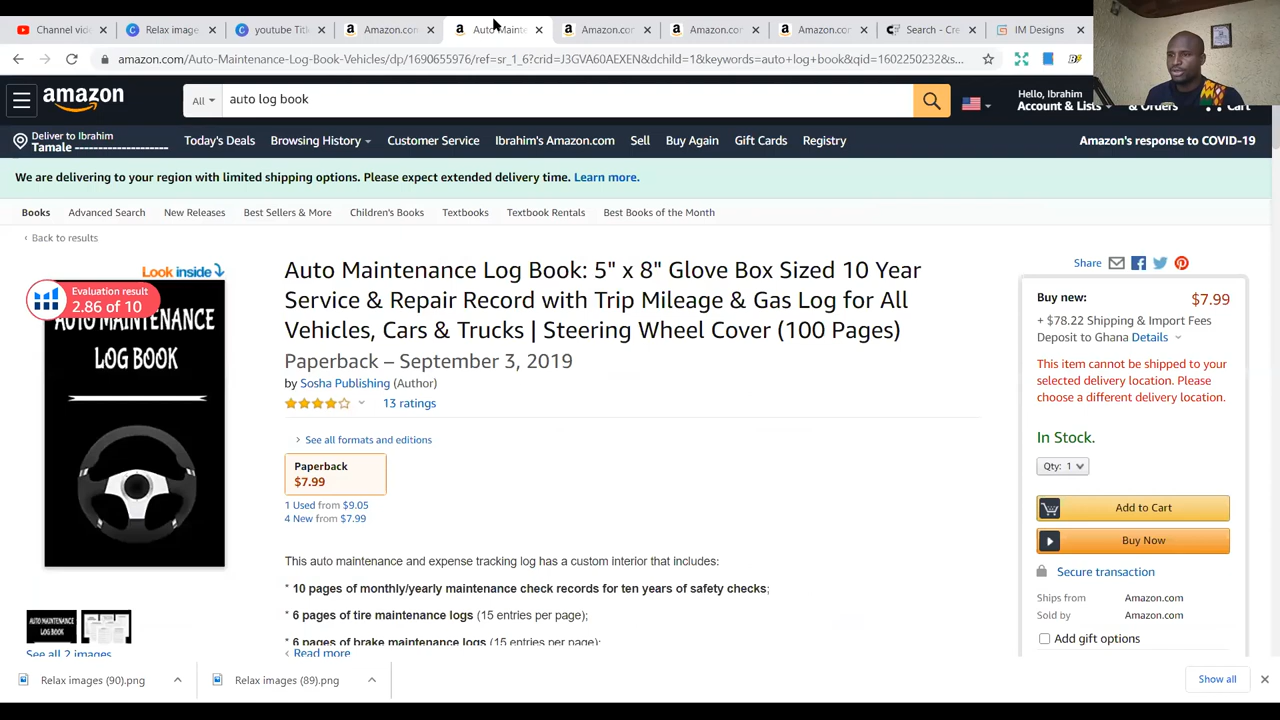 Channel vide
Relax image
youtube Title
Amazon.com
Auto Mainte
Amazon.com
Amazon.com
Amazon.com
Search - Cre
IM Designs
amazon.com/Auto-Maintenance-Log-Book-Vehicles/dp/1690655976/ref=sr_1_6?crid=J3GVA60AEXEN&dchild=1&keywords=auto+log+book&qid=1602250232&s...
amazon
All
auto log book
Hello, Ibrahim
Account & Lists
& Orders
Cart
Deliver to Ibrahim
Tamale ---------------------
Today's Deals
Browsing History
Customer Service
Ibrahim's Amazon.com
Sell
Buy Again
Gift Cards
Registry
Amazon's response to COVID-19
We are delivering to your region with limited shipping options. Please expect extended delivery time. Learn more.
Books
Advanced Search
New Releases
Best Sellers & More
Children's Books
Textbooks
Textbook Rentals
Best Books of the Month
‹ Back to results
Look inside
Evaluation result
2.86 of 10
AUTO MAINTENANCE
LOG BOOK
AUTO MAINTENANCE
LOG BOOK
See all 2 images
Auto Maintenance Log Book: 5" x 8" Glove Box Sized 10 Year
Service & Repair Record with Trip Mileage & Gas Log for All
Vehicles, Cars & Trucks | Steering Wheel Cover (100 Pages)
Paperback – September 3, 2019
by Sosha Publishing (Author)
13 ratings
› See all formats and editions
Paperback
$7.99
1 Used from $9.05
4 New from $7.99
This auto maintenance and expense tracking log has a custom interior that includes:
* 10 pages of monthly/yearly maintenance check records for ten years of safety checks;
* 6 pages of tire maintenance logs (15 entries per page);
* 6 pages of brake maintenance logs (15 entries per page);
‹ Read more
Share
Buy new:
$7.99
+ $78.22 Shipping & Import Fees
Deposit to Ghana Details
This item cannot be shipped to your
selected delivery location. Please
choose a different delivery location.
In Stock.
Qty: 1
Add to Cart
Buy Now
Secure transaction
Ships from
Amazon.com
Sold by
Amazon.com
Add gift options
Relax images (90).png
Relax images (89).png
Show all